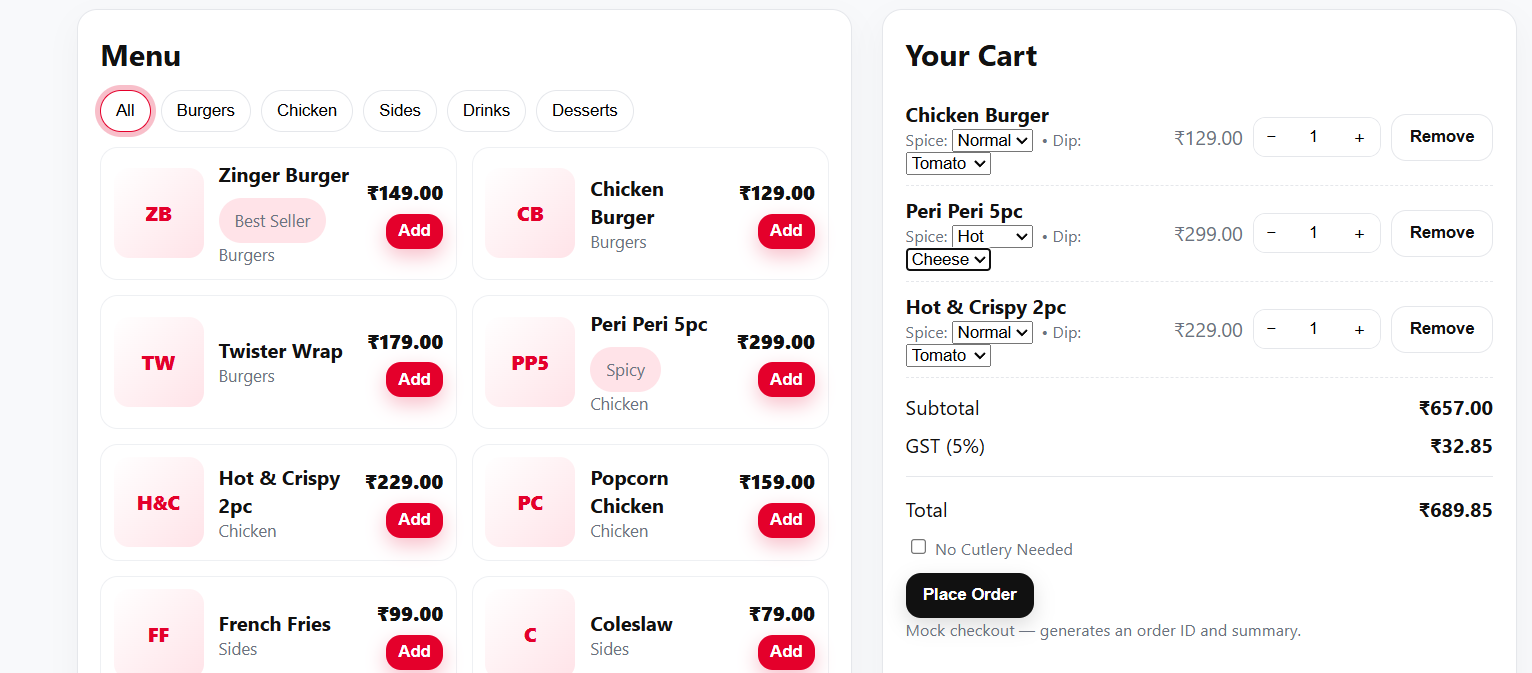 Menu
All Burgers Chicken Sides Drinks Desserts
ZB
Zinger Burger
Best Seller
Burgers
₹149.00
Add
CB
Chicken
Burger
Burgers
₹129.00
Add
TW
Twister Wrap
Burgers
₹179.00
Add
PP5
Peri Peri 5pc
Spicy
Chicken
₹299.00
Add
H&C
Hot & Crispy
2pc
Chicken
₹229.00
Add
PC
Popcorn
Chicken
Chicken
₹159.00
Add
FF
French Fries
Sides
₹99.00
Add
C
Coleslaw
Sides
₹79.00
Add
Your Cart
Chicken Burger
Spice: Normal • Dip:
Tomato
₹129.00 − 1 + Remove
Peri Peri 5pc
Spice: Hot • Dip:
Cheese
₹299.00 − 1 + Remove
Hot & Crispy 2pc
Spice: Normal • Dip:
Tomato
₹229.00 − 1 + Remove
Subtotal ₹657.00
GST (5%) ₹32.85
Total ₹689.85
No Cutlery Needed
Place Order
Mock checkout — generates an order ID and summary.